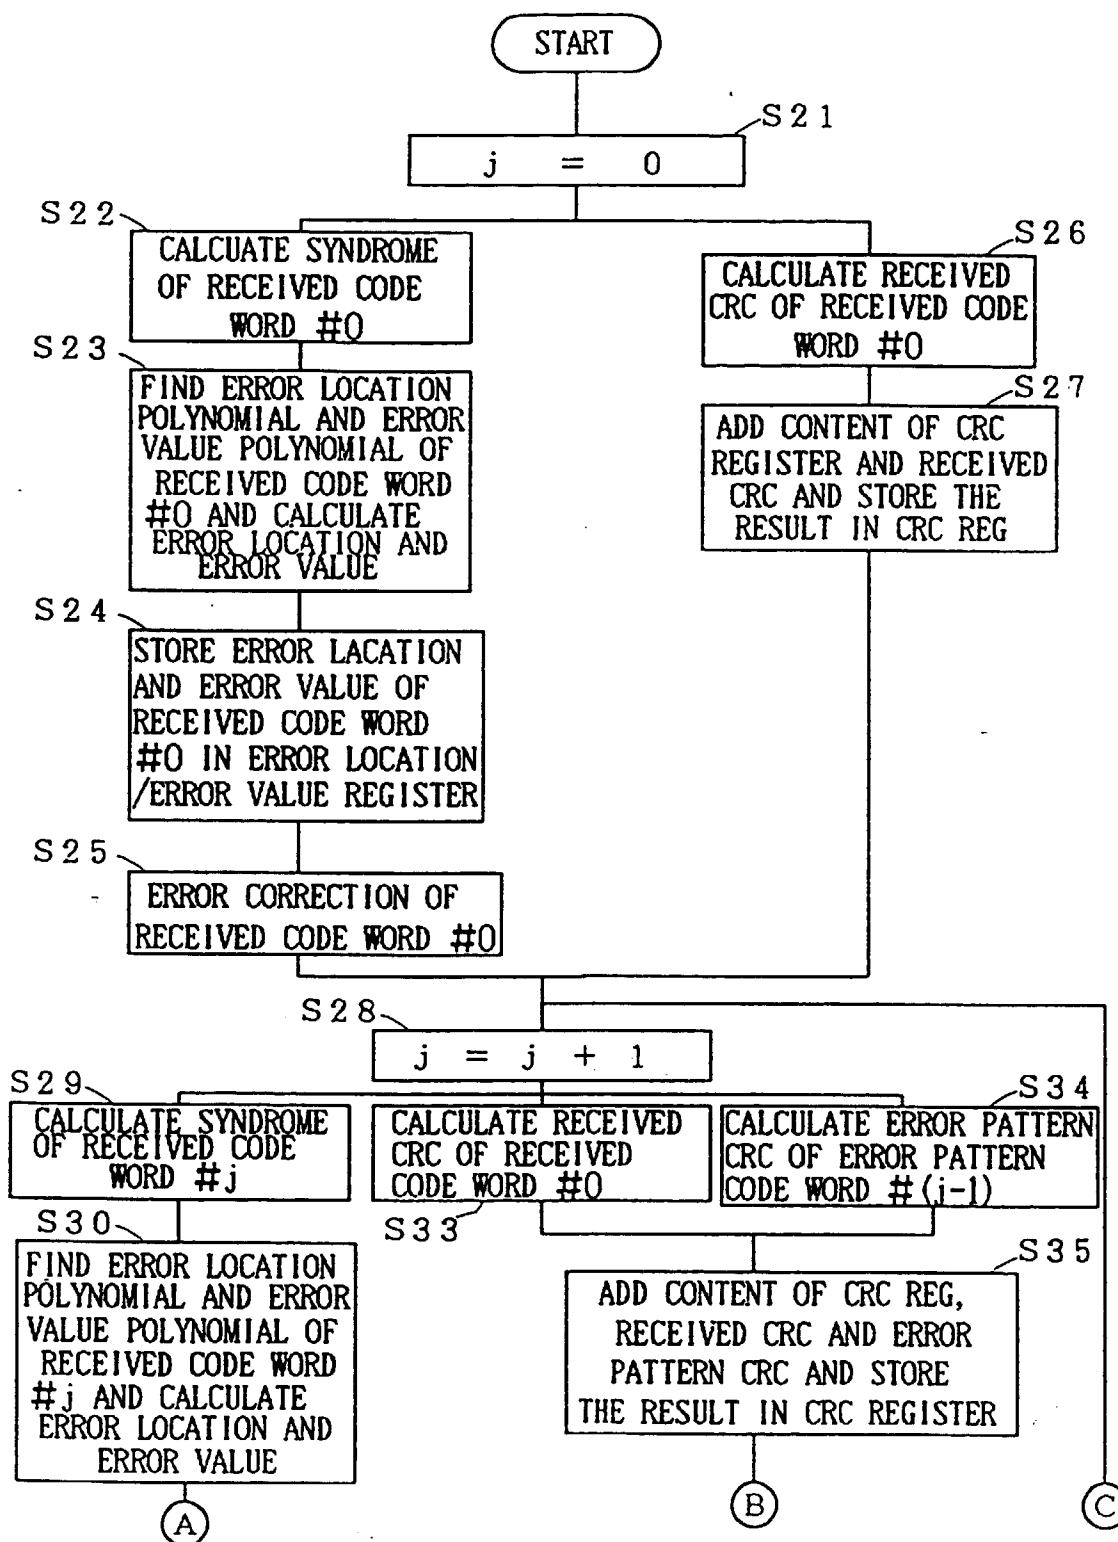 START
S21
j = 0
S22
CALCUATE SYNDROME
OF RECEIVED CODE
WORD #0
S23
FIND ERROR LOCATION
POLYNOMIAL AND ERROR
VALUE POLYNOMIAL OF
RECEIVED CODE WORD
#0 AND CALCULATE
ERROR LOCATION AND
ERROR VALUE
S24
STORE ERROR LACATION
AND ERROR VALUE OF
RECEIVED CODE WORD
#0 IN ERROR LOCATION
/ERROR VALUE REGISTER
S25
ERROR CORRECTION OF
RECEIVED CODE WORD #0
S26
CALCULATE RECEIVED
CRC OF RECEIVED CODE
WORD #0
S27
ADD CONTENT OF CRC
REGISTER AND RECEIVED
CRC AND STORE THE
RESULT IN CRC REG
S28
j = j + 1
S29
CALCULATE SYNDROME
OF RECEIVED CODE
WORD #j
S30
FIND ERROR LOCATION
POLYNOMIAL AND ERROR
VALUE POLYNOMIAL OF
RECEIVED CODE WORD
#j AND CALCULATE
ERROR LOCATION AND
ERROR VALUE
A
CALCULATE RECEIVED
CRC OF RECEIVED
CODE WORD #0
S33
S34
CALCULATE ERROR PATTERN
CRC OF ERROR PATTERN
CODE WORD #(j-1)
S35
ADD CONTENT OF CRC REG,
RECEIVED CRC AND ERROR
PATTERN CRC AND STORE
THE RESULT IN CRC REGISTER
B
C